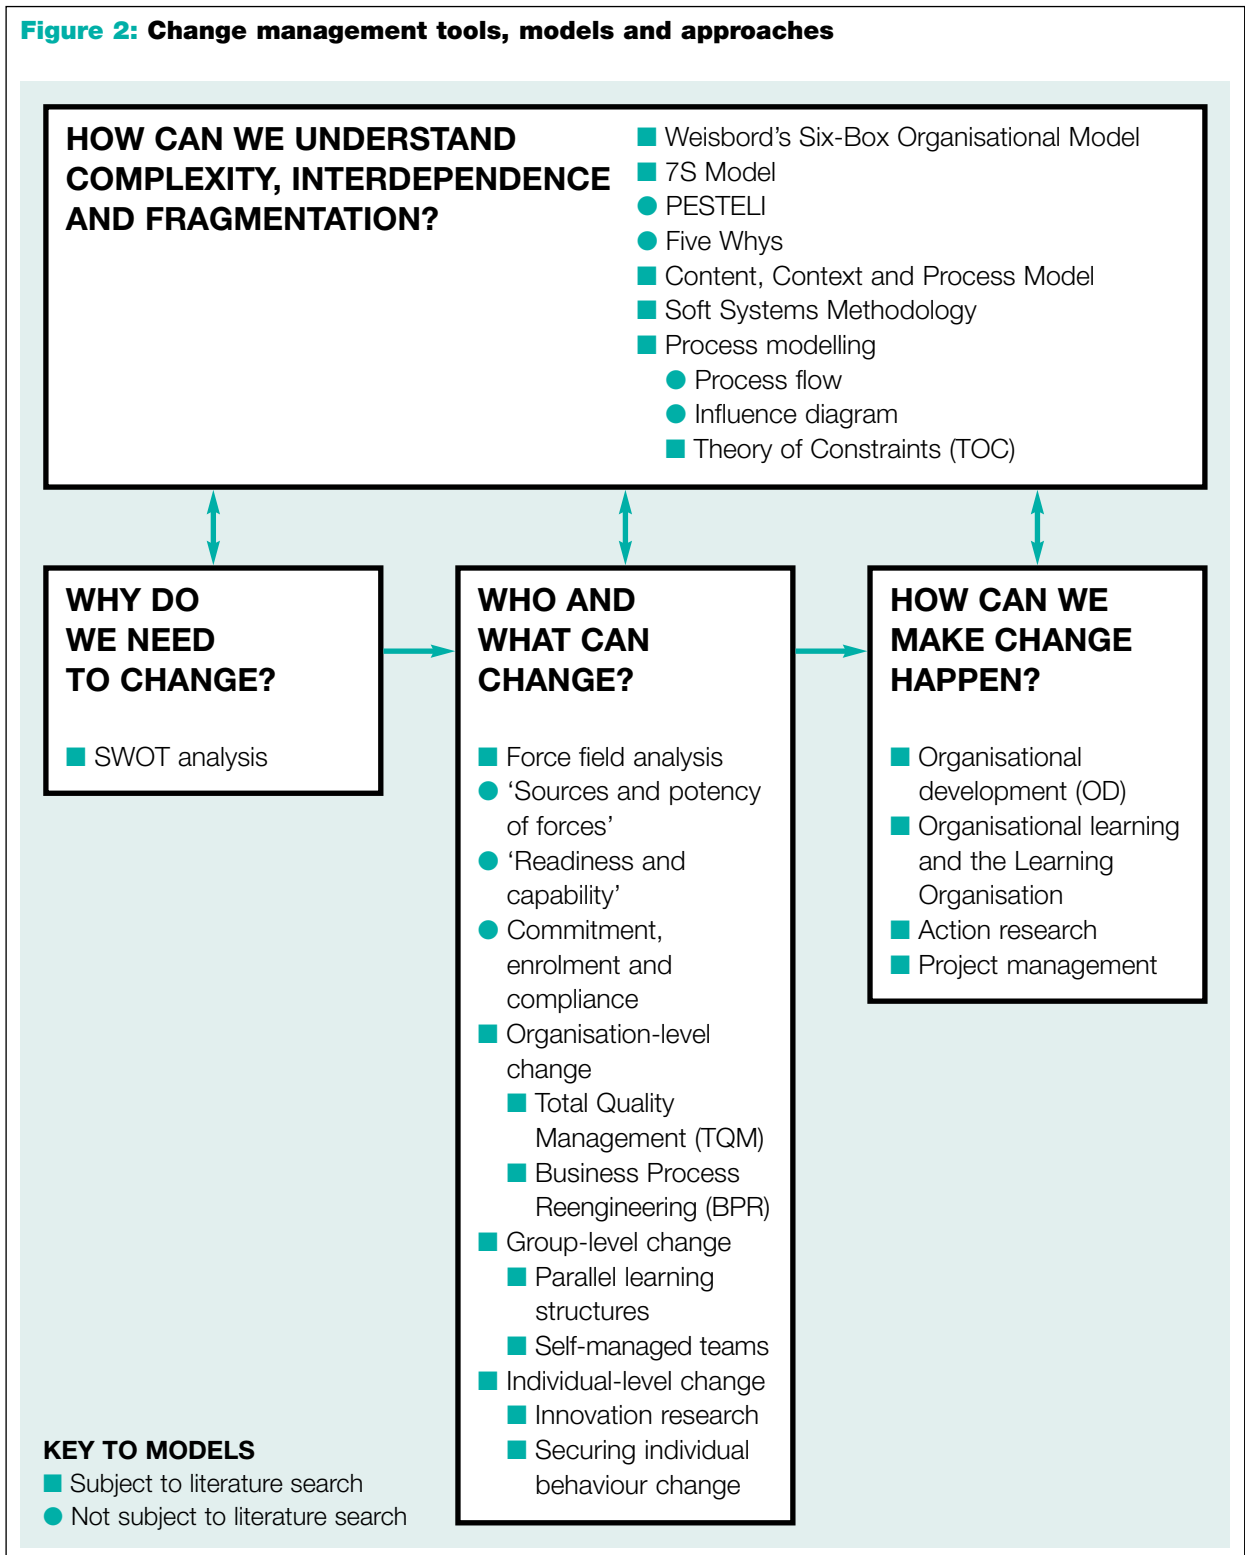 Figure 2: Change management tools, models and approaches
HOW CAN WE UNDERSTAND
COMPLEXITY, INTERDEPENDENCE
AND FRAGMENTATION?
Weisbord's Six-Box Organisational Model
7S Model
PESTELI
Five Whys
Content, Context and Process Model
Soft Systems Methodology
Process modelling
Process flow
Influence diagram
Theory of Constraints (TOC)
WHY DO
WE NEED
TO CHANGE?
SWOT analysis
WHO AND
WHAT CAN
CHANGE?
Force field analysis
‘Sources and potency
of forces’
‘Readiness and
capability’
Commitment,
enrolment and
compliance
Organisation-level
change
Total Quality
Management (TQM)
Business Process
Reengineering (BPR)
Group-level change
Parallel learning
structures
Self-managed teams
Individual-level change
Innovation research
Securing individual
behaviour change
HOW CAN WE
MAKE CHANGE
HAPPEN?
Organisational
development (OD)
Organisational learning
and the Learning
Organisation
Action research
Project management
KEY TO MODELS
Subject to literature search
Not subject to literature search